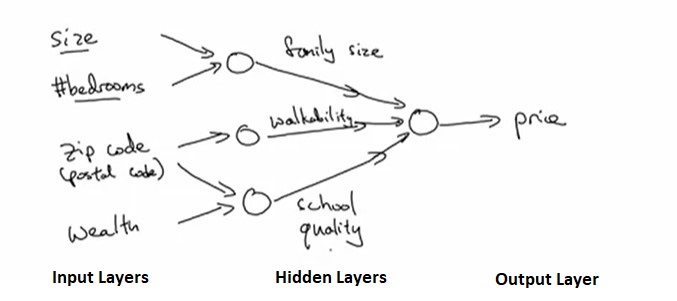 size
#bedrooms
zip code
(postal code)
wealth
family size
walkability
school
quality
price
Input Layers
Hidden Layers
Output Layer